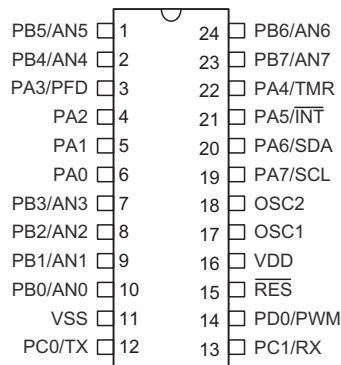 PB5/AN5 1 24 PB6/AN6
PB4/AN4 2 23 PB7/AN7
PA3/PFD 3 22 PA4/TMR
PA2 4 21 PA5/INT
PA1 5 20 PA6/SDA
PA0 6 19 PA7/SCL
PB3/AN3 7 18 OSC2
PB2/AN2 8 17 OSC1
PB1/AN1 9 16 VDD
PB0/AN0 10 15 RES
VSS 11 14 PD0/PWM
PC0/TX 12 13 PC1/RX